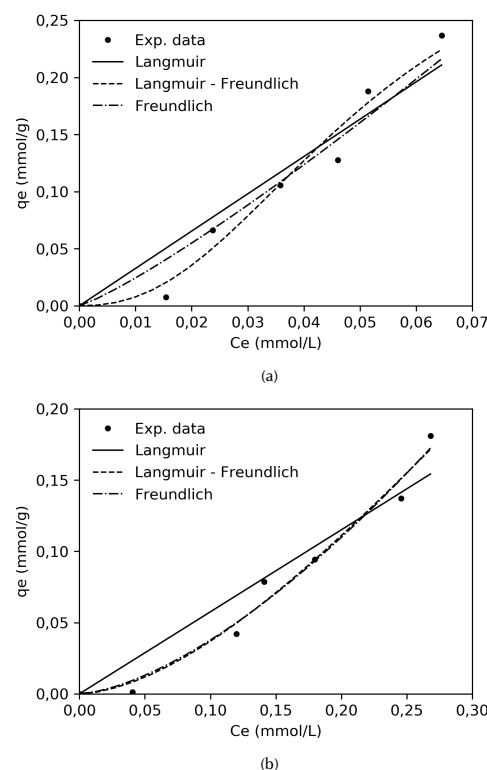 0,25
0,20
0,15
0,10
0,05
0,00
qe (mmol/g)
Exp. data
Langmuir
Langmuir - Freundlich
Freundlich
0,00 0,01 0,02 0,03 0,04 0,05 0,06 0,07
Ce (mmol/L)
(a)
0,20
0,15
0,10
0,05
0,00
qe (mmol/g)
Exp. data
Langmuir
Langmuir - Freundlich
Freundlich
0,00 0,05 0,10 0,15 0,20 0,25 0,30
Ce (mmol/L)
(b)